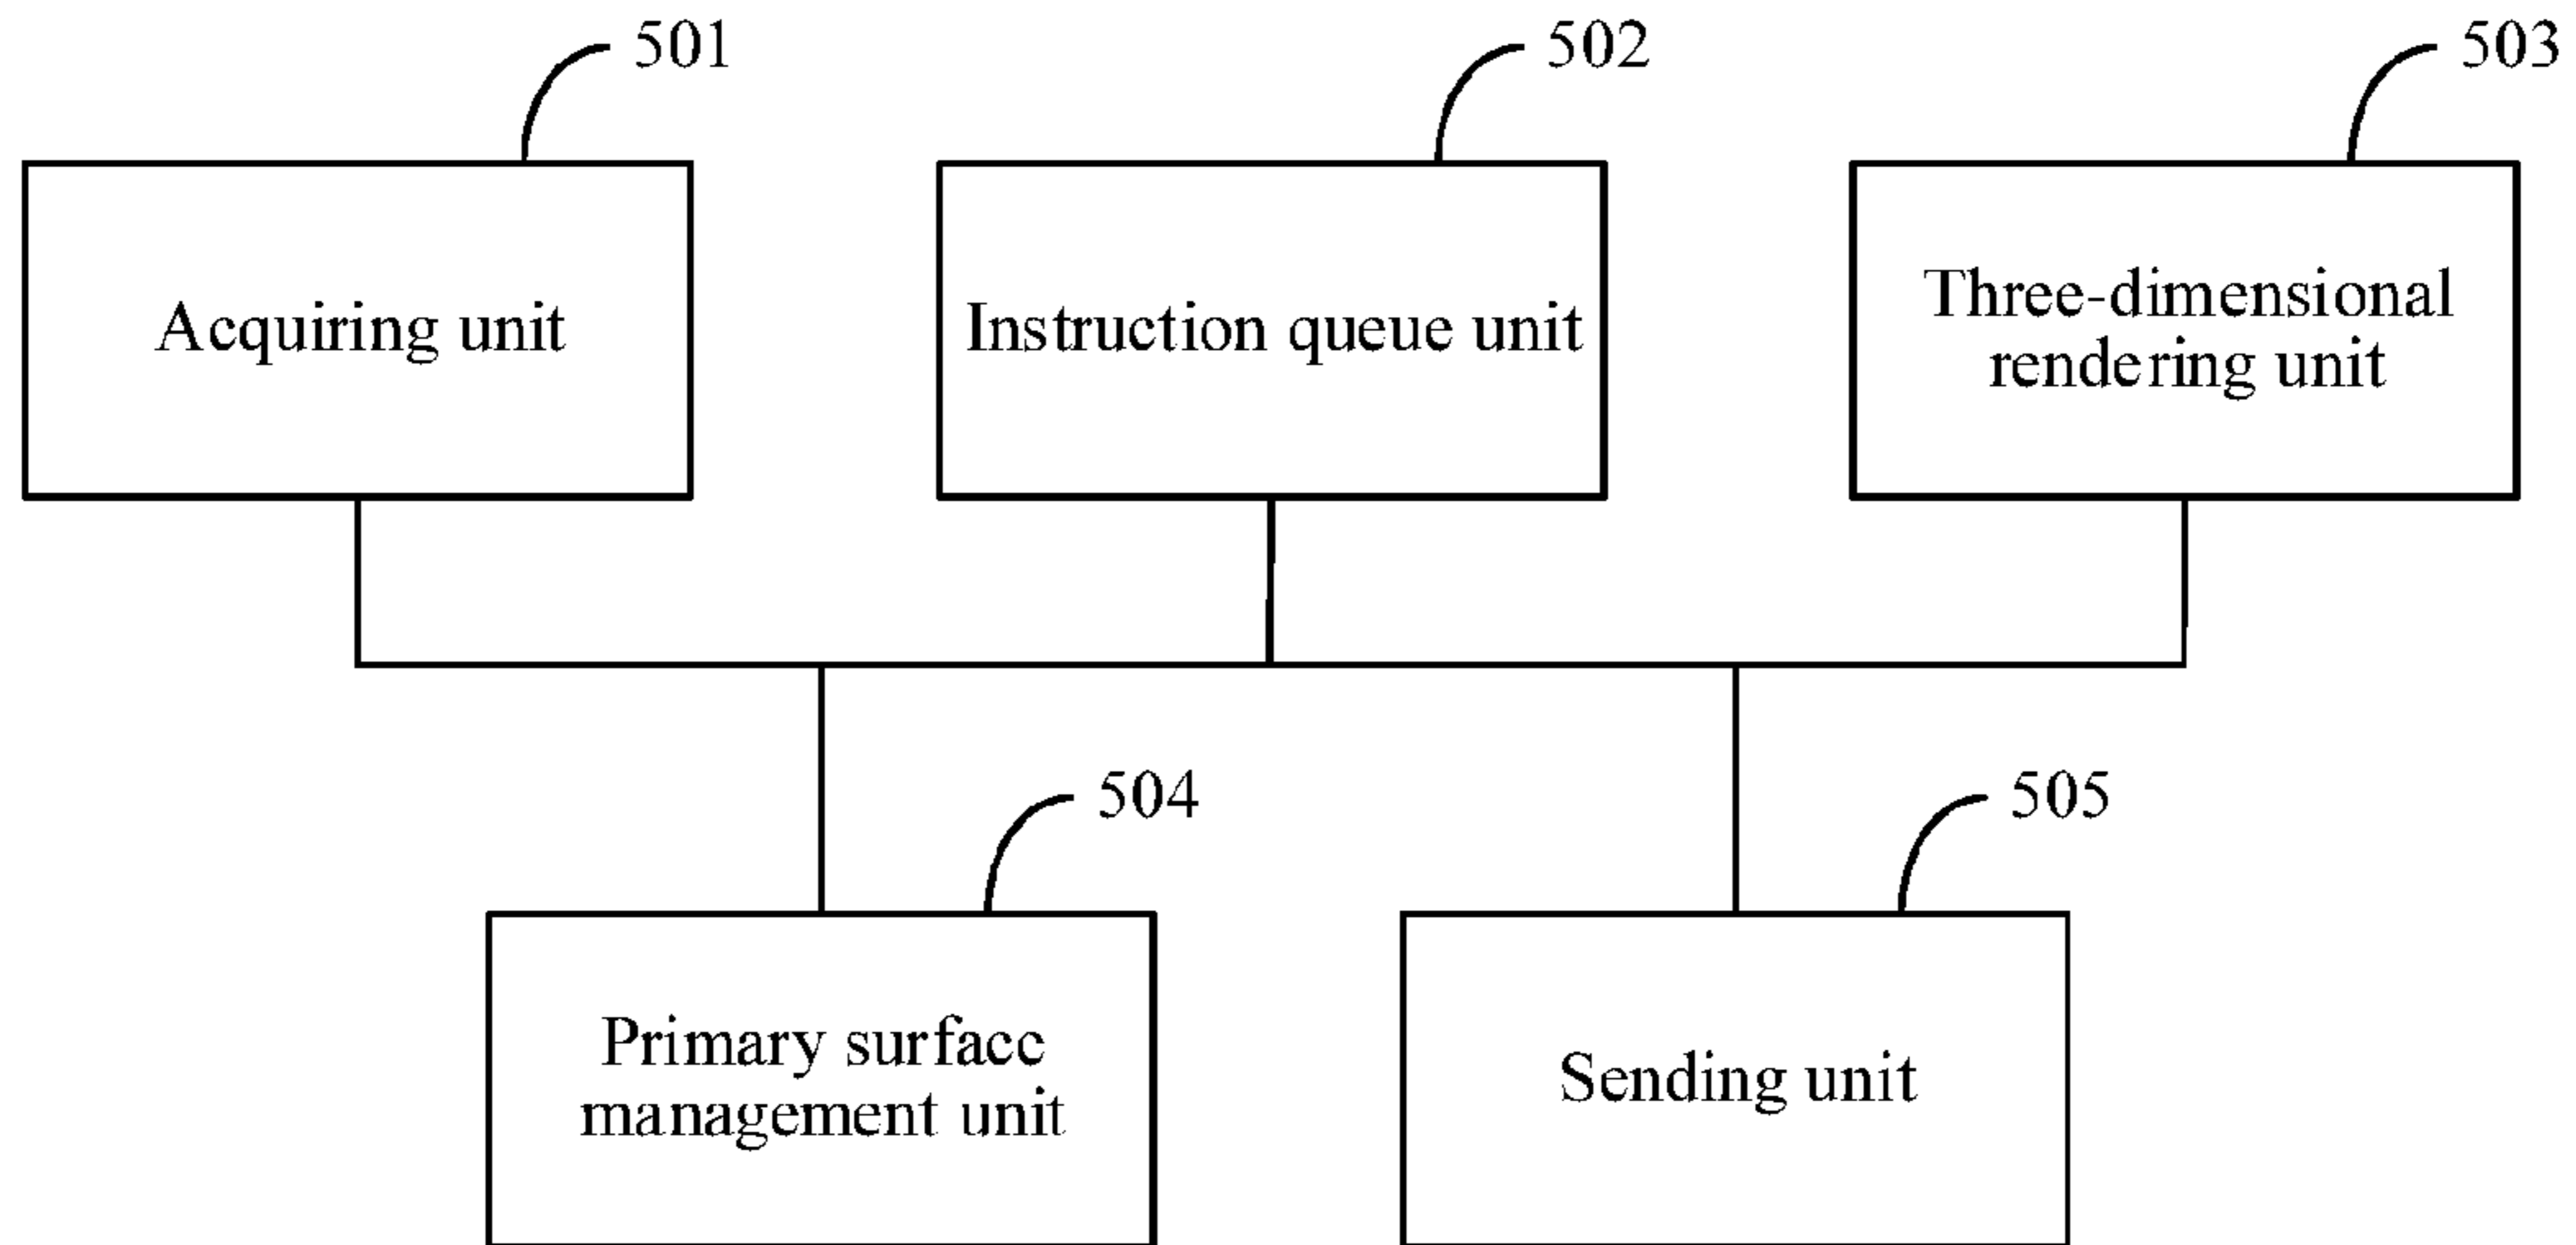 501
502
503
Acquiring unit
Instruction queue unit
Three-dimensional
rendering unit
504
505
Primary surface
management unit
Sending unit